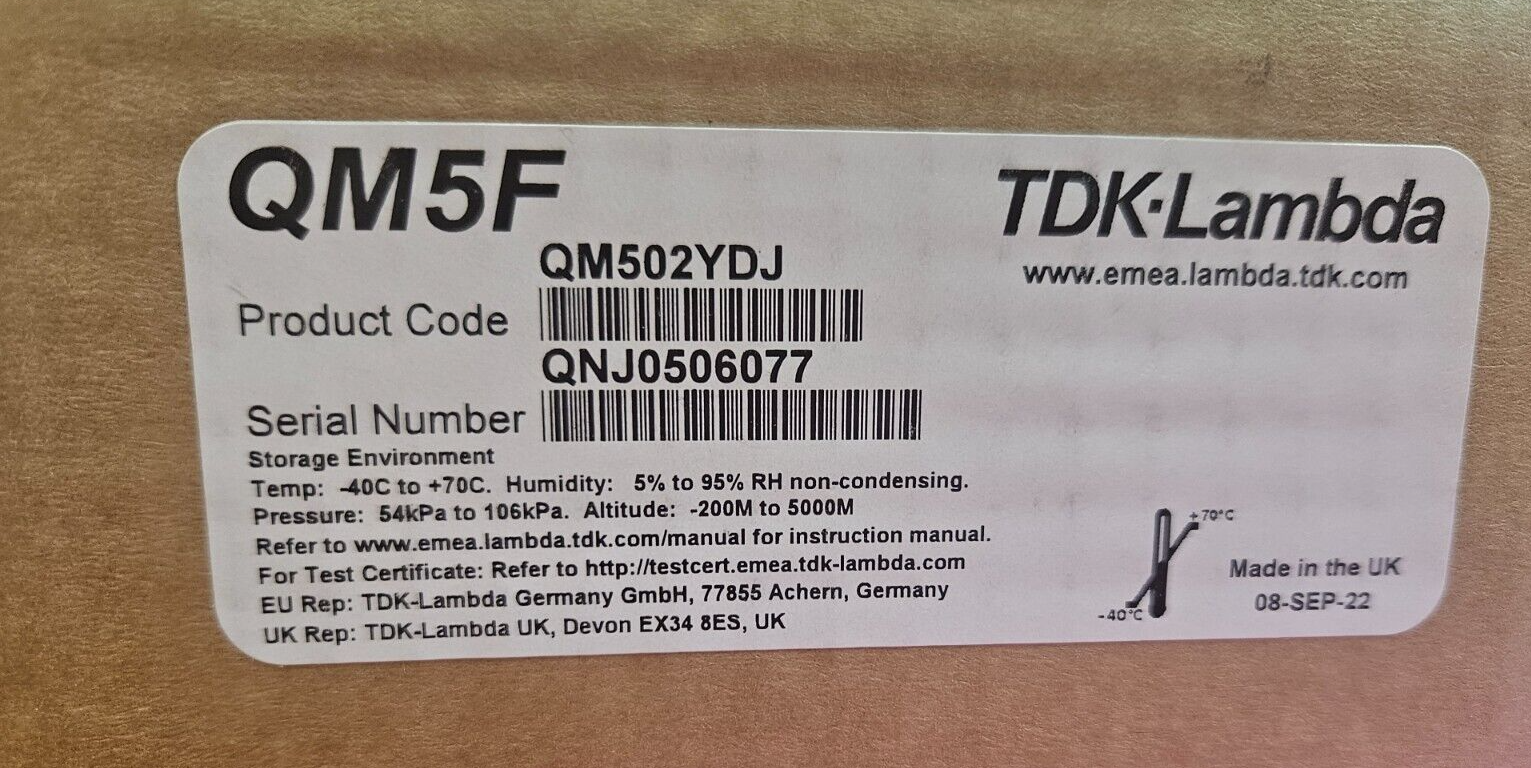 QM5F
TDK·Lambda
www.emea.lambda.tdk.com
QM502YDJ
Product Code
QNJ0506077
Serial Number
Storage Environment
Temp: -40C to +70C. Humidity: 5% to 95% RH non-condensing.
Pressure: 54kPa to 106kPa. Altitude: -200M to 5000M
Refer to www.emea.lambda.tdk.com/manual for instruction manual.
For Test Certificate: Refer to http://testcert.emea.tdk-lambda.com
EU Rep: TDK-Lambda Germany GmbH, 77855 Achern, Germany
UK Rep: TDK-Lambda UK, Devon EX34 8ES, UK
+70°C
-40°C
Made in the UK
08-SEP-22